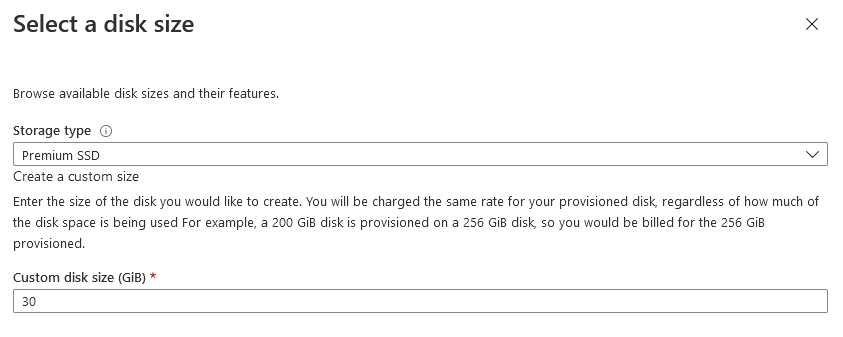 Select a disk size
Browse available disk sizes and their features.
Storage type
Premium SSD
Create a custom size
Enter the size of the disk you would like to create. You will be charged the same rate for your provisioned disk, regardless of how much of
the disk space is being used For example, a 200 GiB disk is provisioned on a 256 GiB disk, so you would be billed for the 256 GiB
provisioned.
Custom disk size (GiB) *
30